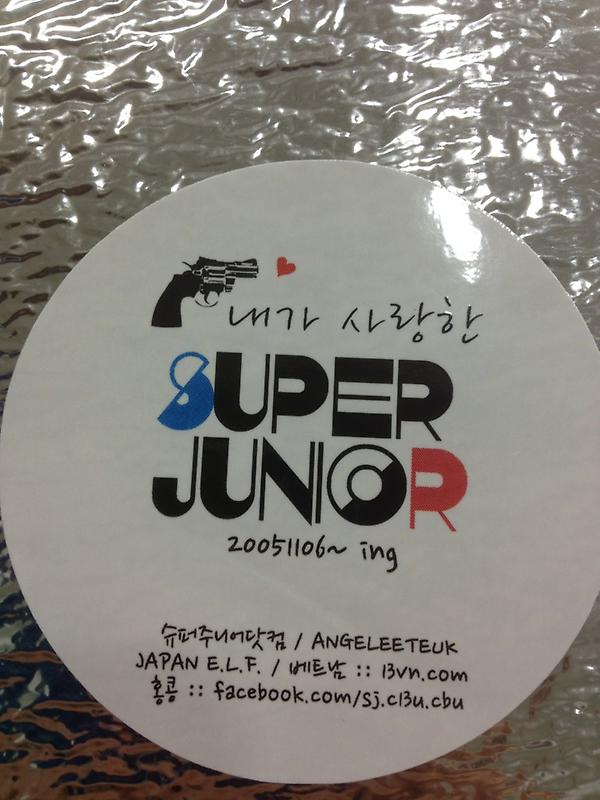 내가 사랑한
SUPER
JUNIOR
20051106~ ing
슈퍼주니어닷컴 / ANGELEETEUK
JAPAN E.L.F. / 베트남 :: 13vn.com
홍콩 :: facebook.com/sj.c13u.cbu